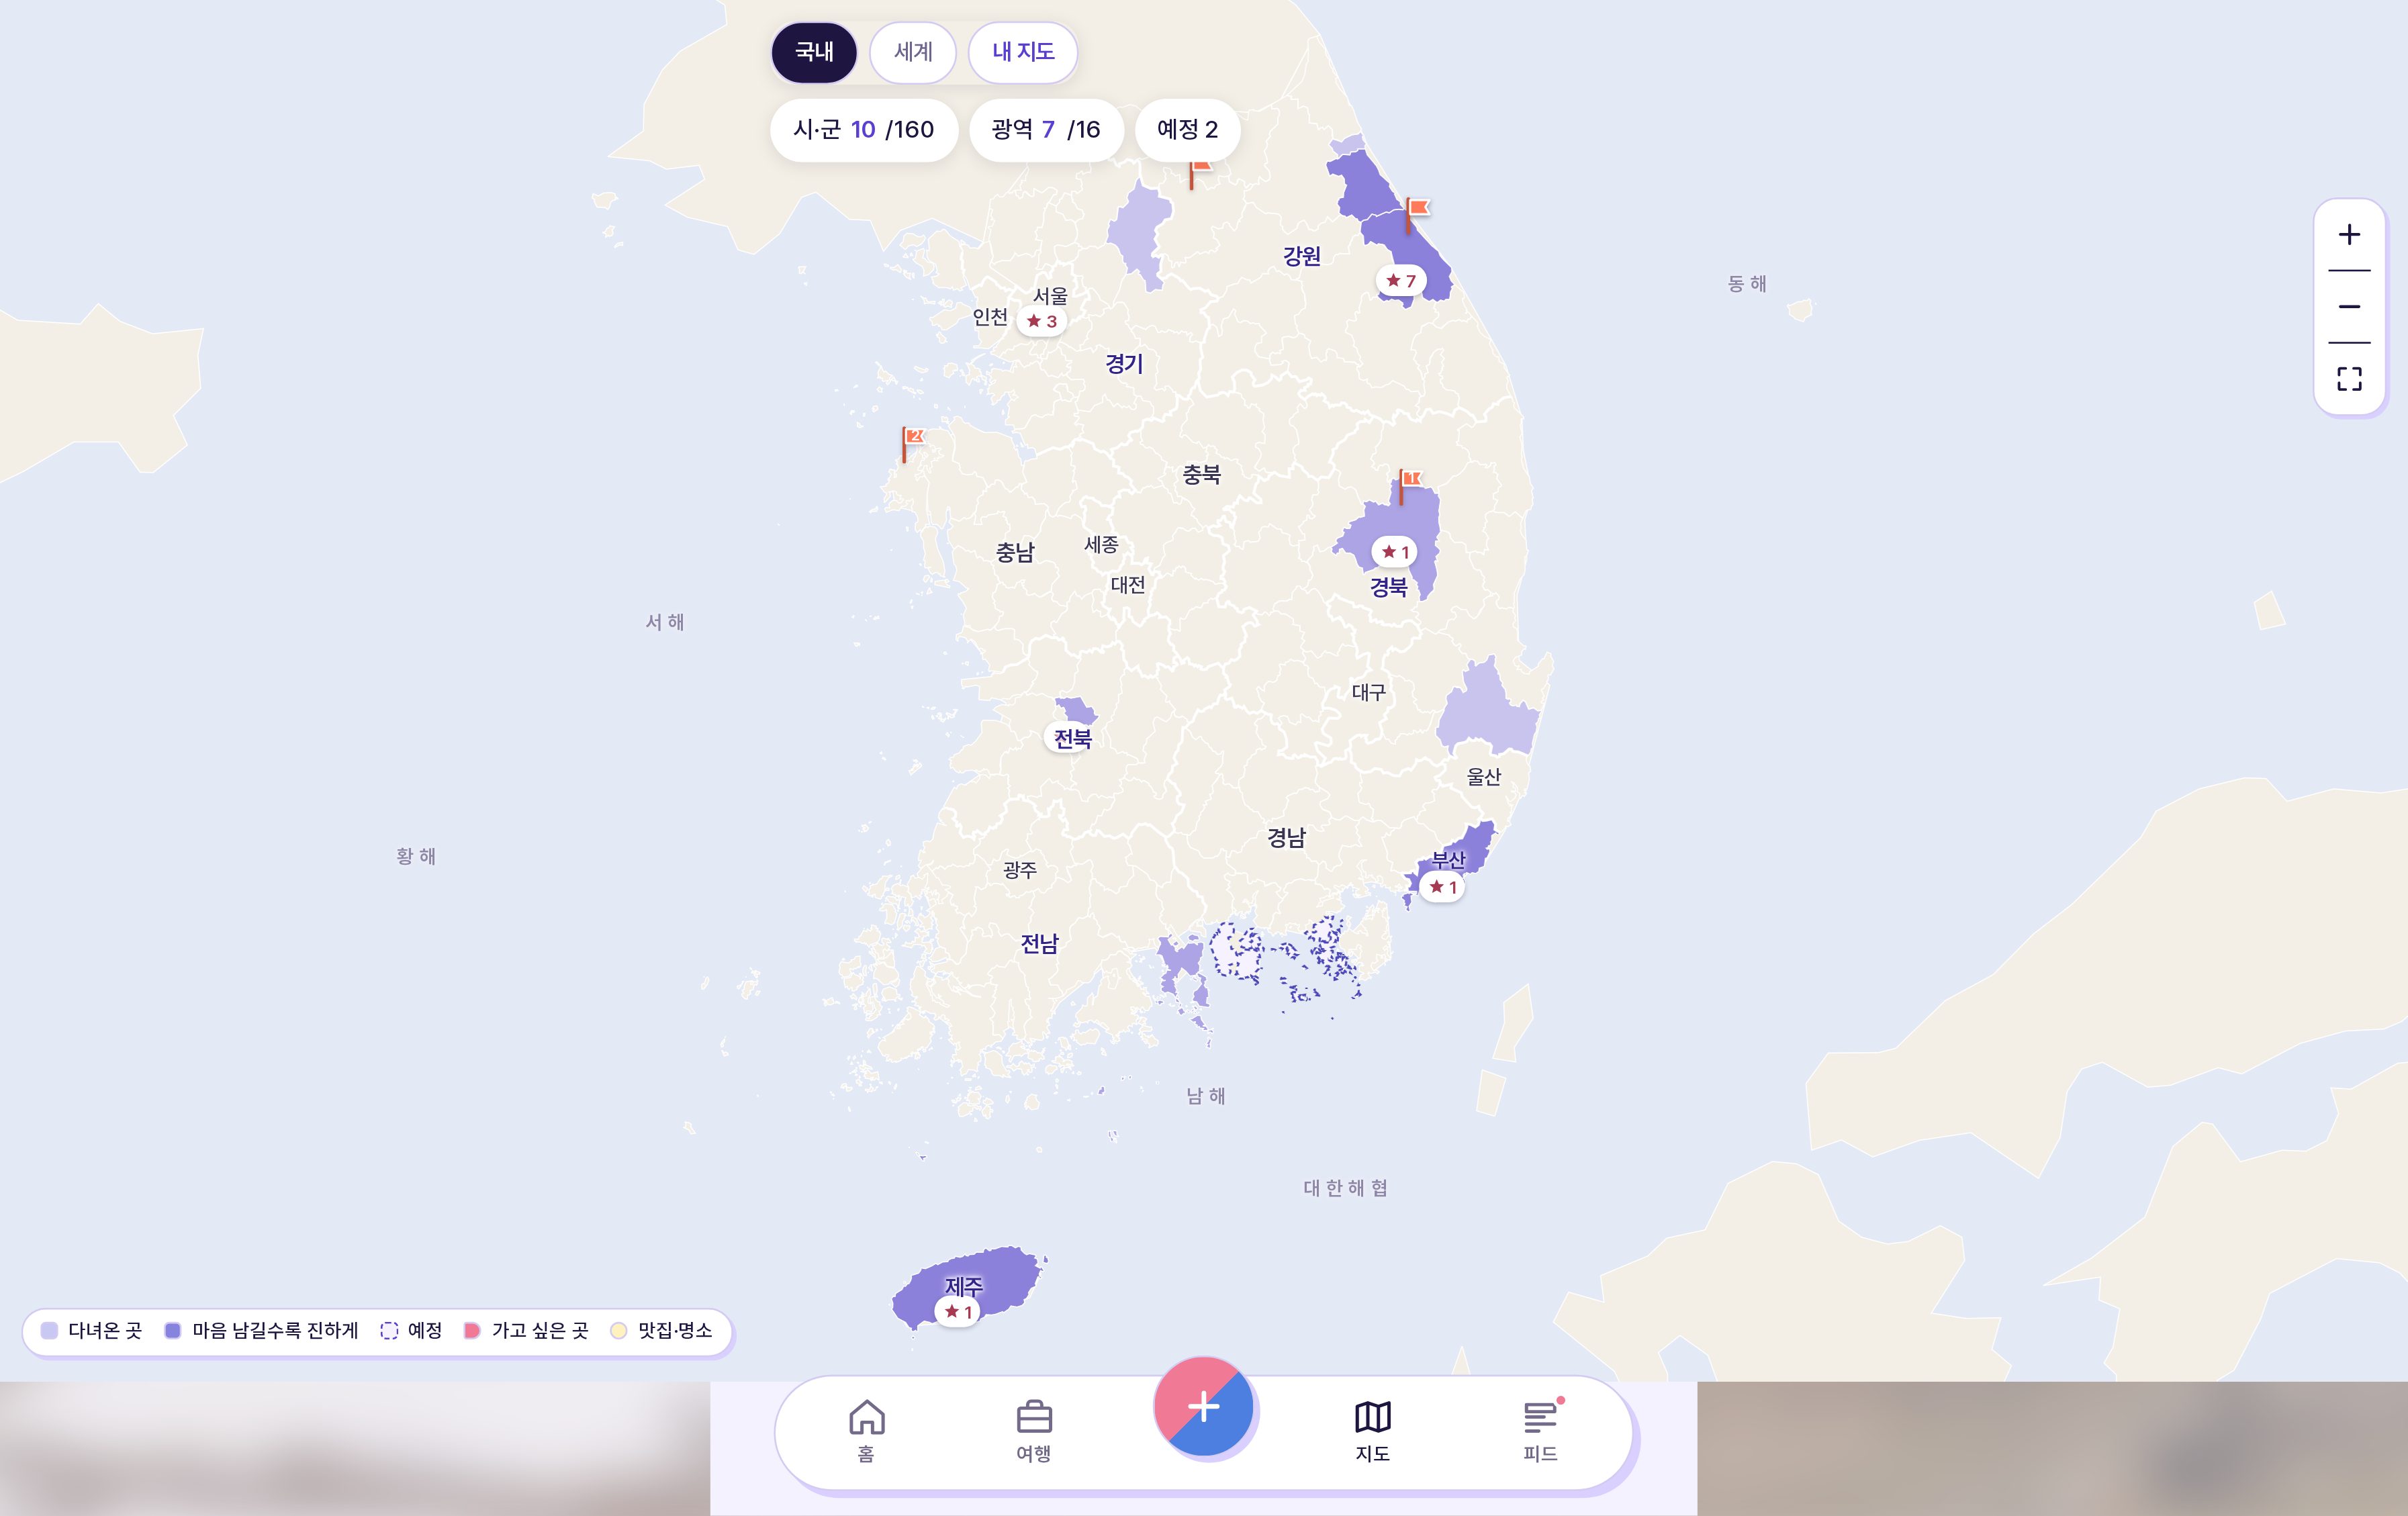 국내 세계 내 지도
시·군 10 /160 광역 7 /16 예정 2
강원
동해
7
서울
인천
3
경기
2
충북
1
충남
세종
1
대전
경북
서해
대구
전북
울산
경남
황해
부산
광주
1
전남
남해
대한해협
제주
1
다녀온 곳 마음 남길수록 진하게 예정 가고 싶은 곳 맛집·명소
홈 여행 지도 피드